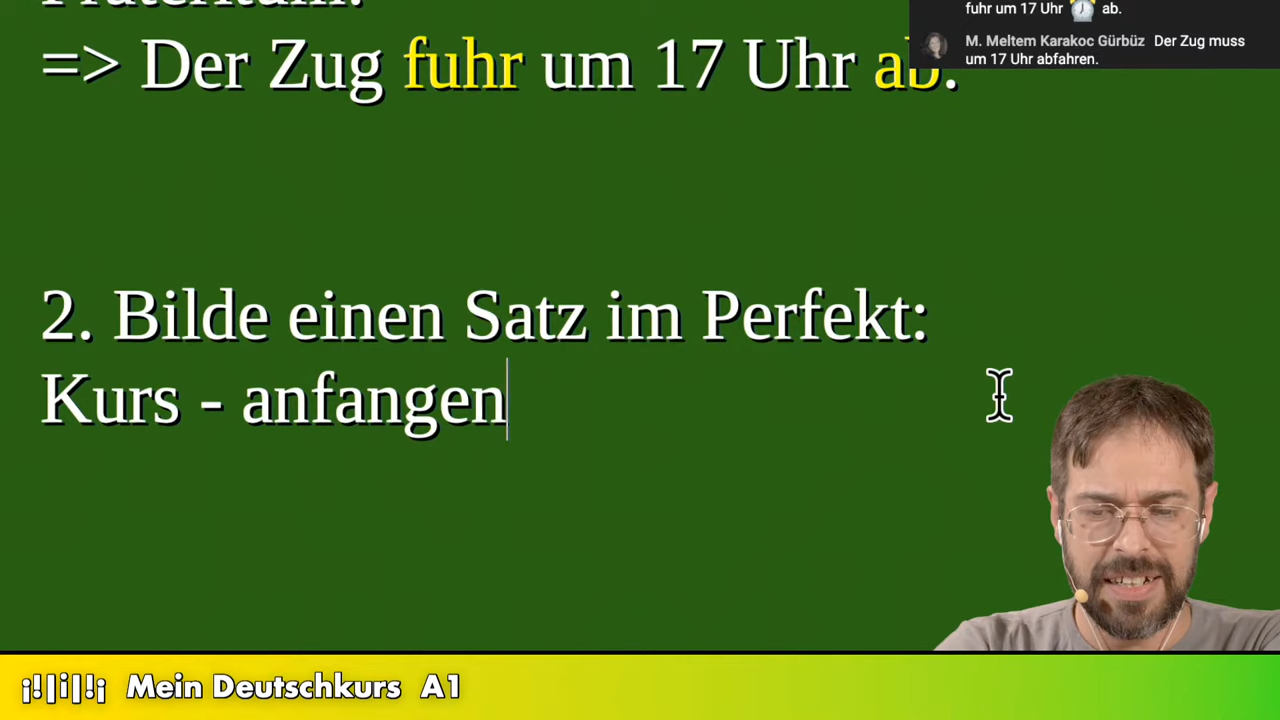 Präteritum:
=> Der Zug fuhr um 17 Uhr ab.
fuhr um 17 Uhr ⏰ ab.
M. Meltem Karakoc Gürbüz Der Zug muss
um 17 Uhr abfahren.
2. Bilde einen Satz im Perfekt:
Kurs - anfangen
¡!|i|!¡ Mein Deutschkurs A1